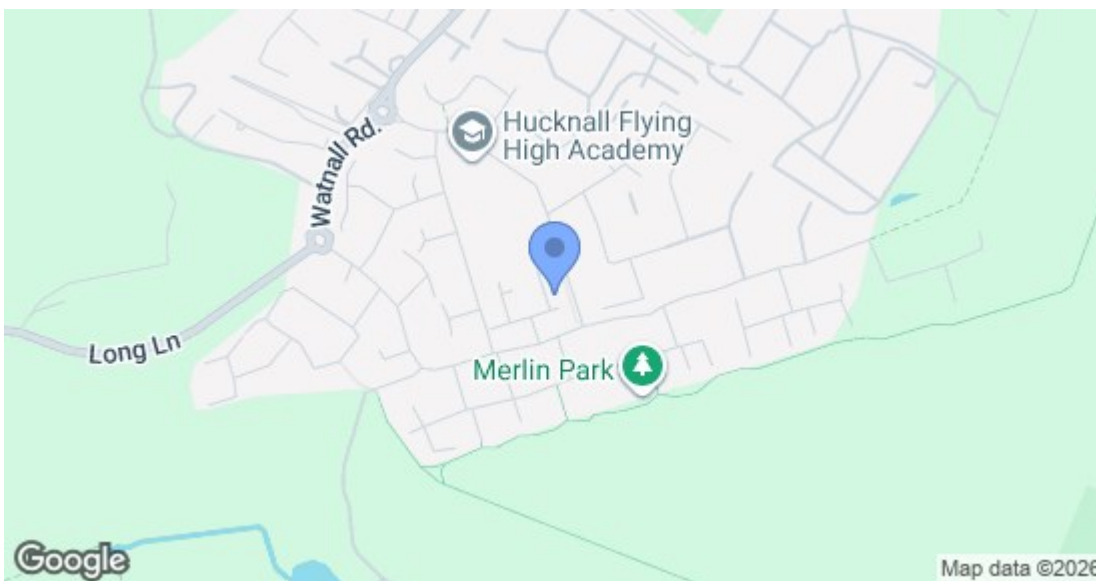 Hucknall Flying
High Academy
Watnall Rd.
Long Ln
Merlin Park
Google
Map data ©2026